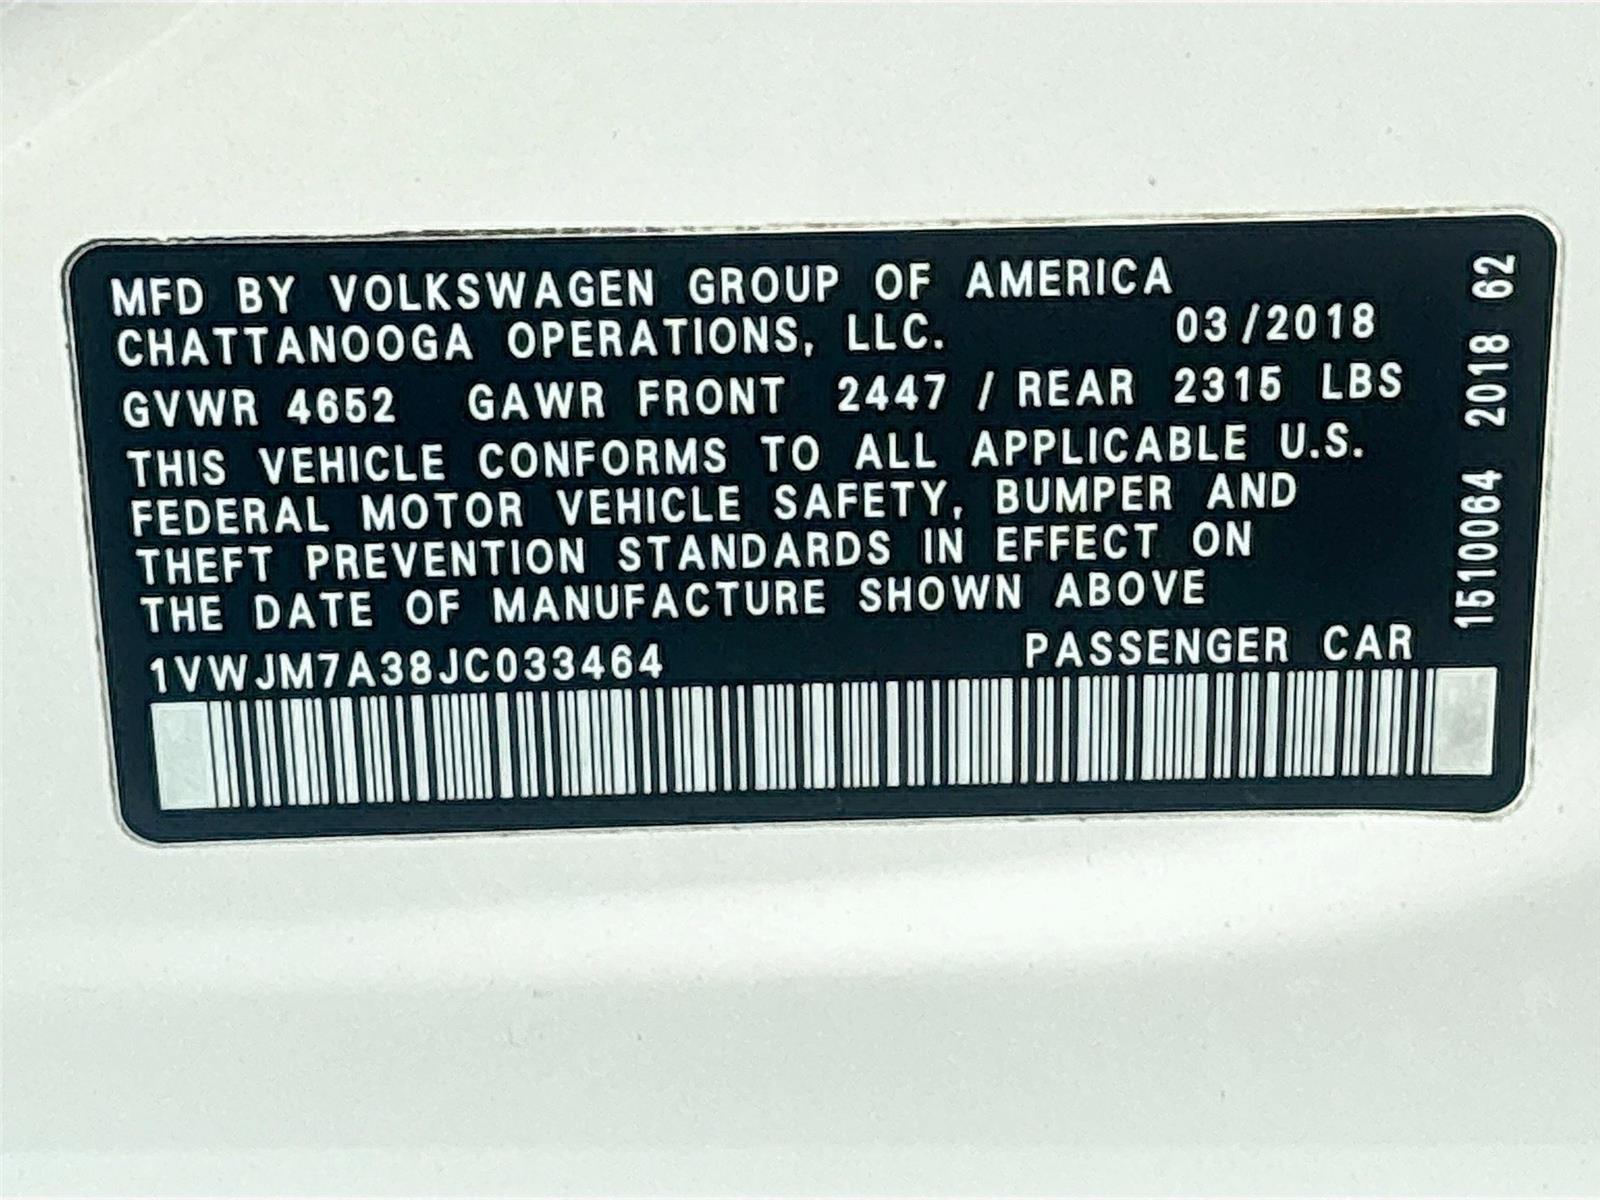 MFD BY VOLKSWAGEN GROUP OF AMERICA
CHATTANOOGA OPERATIONS, LLC. 03/2018
GVWR 4652 GAWR FRONT 2447 / REAR 2315 LBS
THIS VEHICLE CONFORMS TO ALL APPLICABLE U.S.
FEDERAL MOTOR VEHICLE SAFETY, BUMPER AND
THEFT PREVENTION STANDARDS IN EFFECT ON
THE DATE OF MANUFACTURE SHOWN ABOVE
1VWJM7A38JC033464 PASSENGER CAR
1510064 2018 62